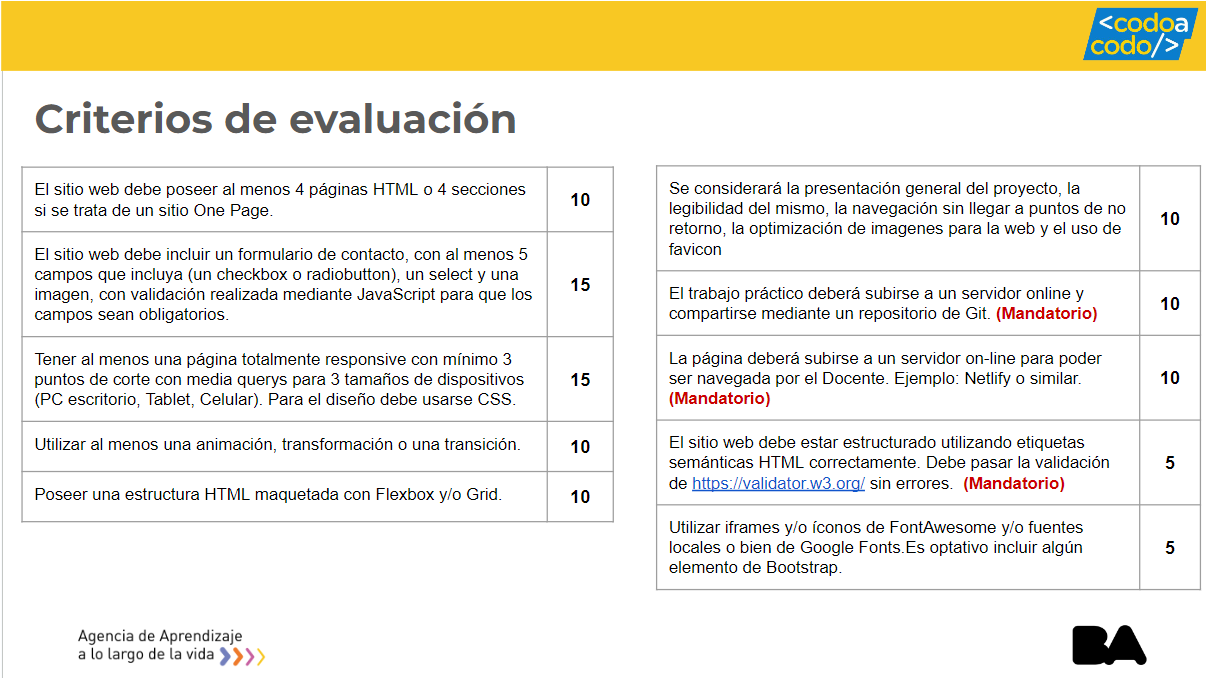 <codoa
codo/>
Criterios de evaluación
El sitio web debe poseer al menos 4 páginas HTML o 4 secciones
si se trata de un sitio One Page.
10
El sitio web debe incluir un formulario de contacto, con al menos 5
campos que incluya (un checkbox o radiobutton), un select y una
imagen, con validación realizada mediante JavaScript para que los
campos sean obligatorios.
15
Tener al menos una página totalmente responsive con mínimo 3
puntos de corte con media querys para 3 tamaños de dispositivos
(PC escritorio, Tablet, Celular). Para el diseño debe usarse CSS.
15
Utilizar al menos una animación, transformación o una transición.
10
Poseer una estructura HTML maquetada con Flexbox y/o Grid.
10
Se considerará la presentación general del proyecto, la
legibilidad del mismo, la navegación sin llegar a puntos de no
retorno, la optimización de imagenes para la web y el uso de
favicon
10
El trabajo práctico deberá subirse a un servidor online y
compartirse mediante un repositorio de Git. (Mandatorio)
10
La página deberá subirse a un servidor on-line para poder
ser navegada por el Docente. Ejemplo: Netlify o similar.
(Mandatorio)
10
El sitio web debe estar estructurado utilizando etiquetas
semánticas HTML correctamente. Debe pasar la validación
de https://validator.w3.org/ sin errores. (Mandatorio)
5
Utilizar iframes y/o íconos de FontAwesome y/o fuentes
locales o bien de Google Fonts.Es optativo incluir algún
elemento de Bootstrap.
5
Agencia de Aprendizaje
a lo largo de la vida
BA